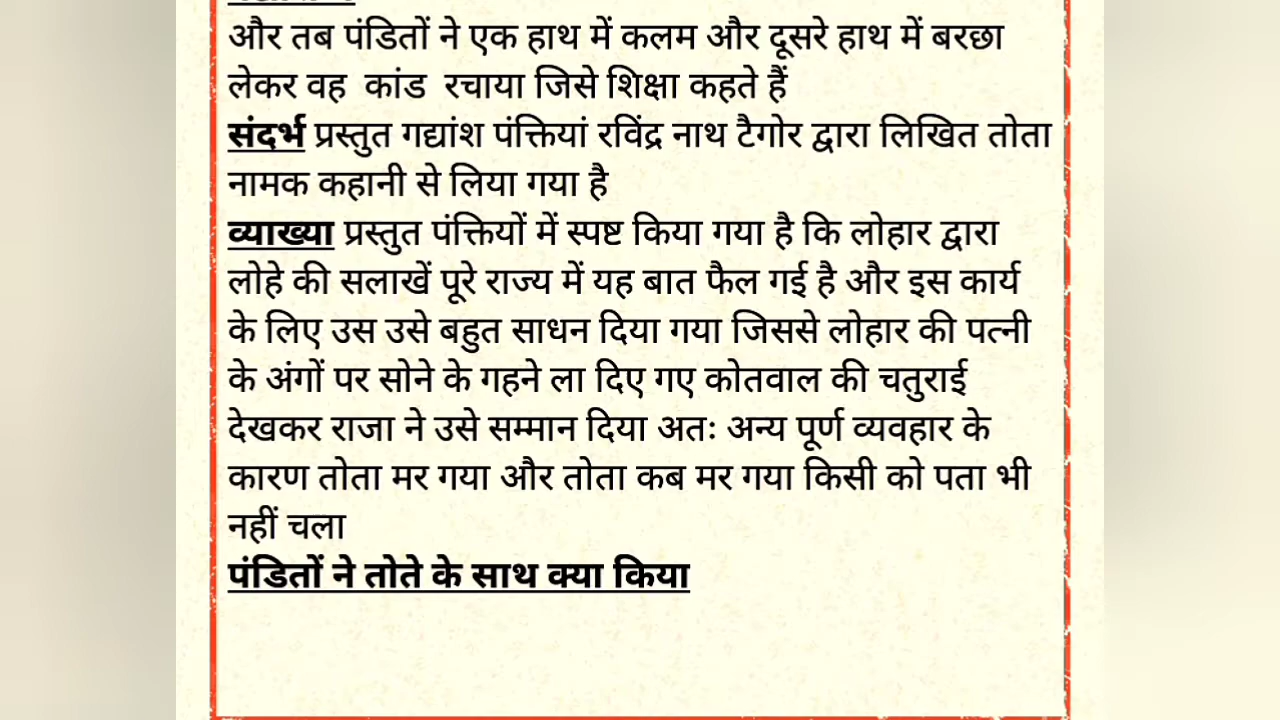 और तब पंडितों ने एक हाथ में कलम और दूसरे हाथ में बरछा
लेकर वह कांड रचाया जिसे शिक्षा कहते हैं
संदर्भ प्रस्तुत गद्यांश पंक्तियां रविंद्र नाथ टैगोर द्वारा लिखित तोता
नामक कहानी से लिया गया है
व्याख्या प्रस्तुत पंक्तियों में स्पष्ट किया गया है कि लोहार द्वारा
लोहे की सलाखें पूरे राज्य में यह बात फैल गई है और इस कार्य
के लिए उस उसे बहुत साधन दिया गया जिससे लोहार की पत्नी
के अंगों पर सोने के गहने ला दिए गए कोतवाल की चतुराई
देखकर राजा ने उसे सम्मान दिया अतः अन्य पूर्ण व्यवहार के
कारण तोता मर गया और तोता कब मर गया किसी को पता भी
नहीं चला
पंडितों ने तोते के साथ क्या किया